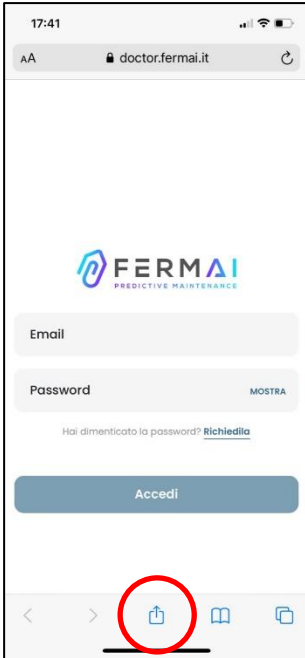 17:41
AA doctor.fermai.it
FERMAI
PREDICTIVE MAINTENANCE
Email
Password MOSTRA
Hai dimenticato la password? Richiedila
Accedi